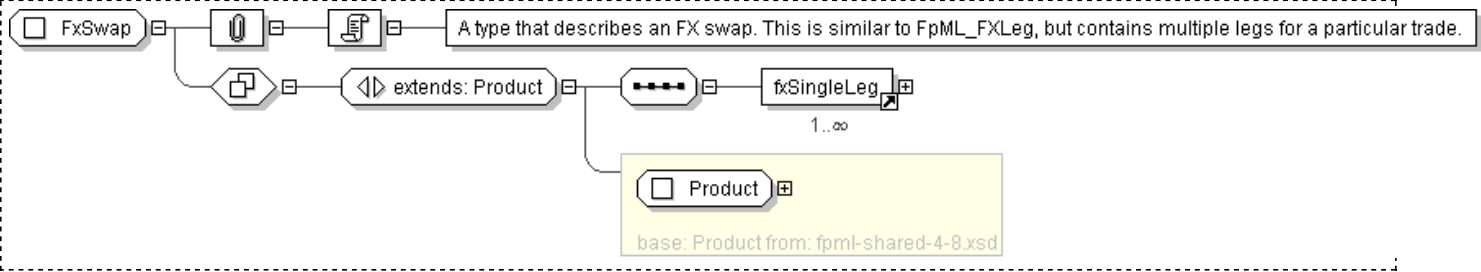 FxSwap
A type that describes an FX swap. This is similar to FpML_FXLeg, but contains multiple legs for a particular trade.
extends: Product
fxSingleLeg
1..∞
Product
base: Product from: fpml-shared-4-8.xsd